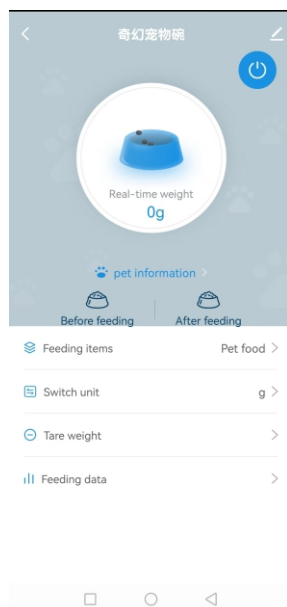 奇幻宠物碗
Real-time weight
0g
pet information
Before feeding
After feeding
Feeding items
Pet food
Switch unit
g
Tare weight
Feeding data